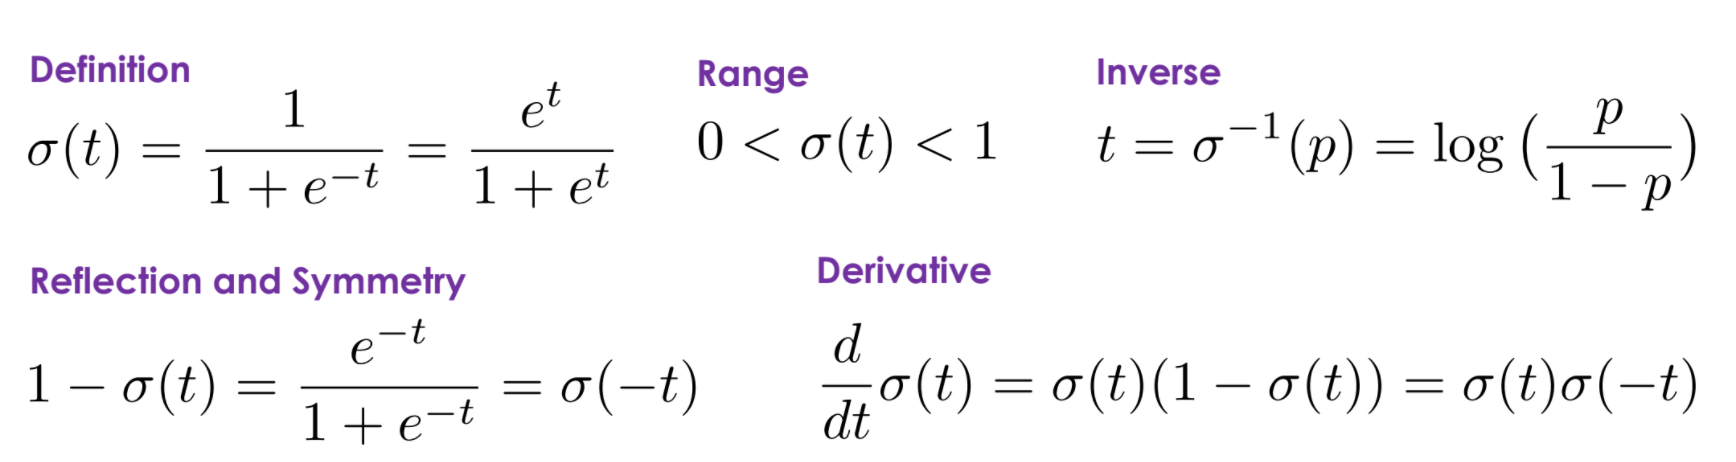 Definition
σ(t) = 1 / (1 + e^{-t}) = e^t / (1 + e^t)
Range
0 < σ(t) < 1
Inverse
t = σ^{-1}(p) = log (p / (1 − p))
Reflection and Symmetry
1 − σ(t) = e^{-t} / (1 + e^{-t}) = σ(−t)
Derivative
d/dt σ(t) = σ(t)(1 − σ(t)) = σ(t)σ(−t)